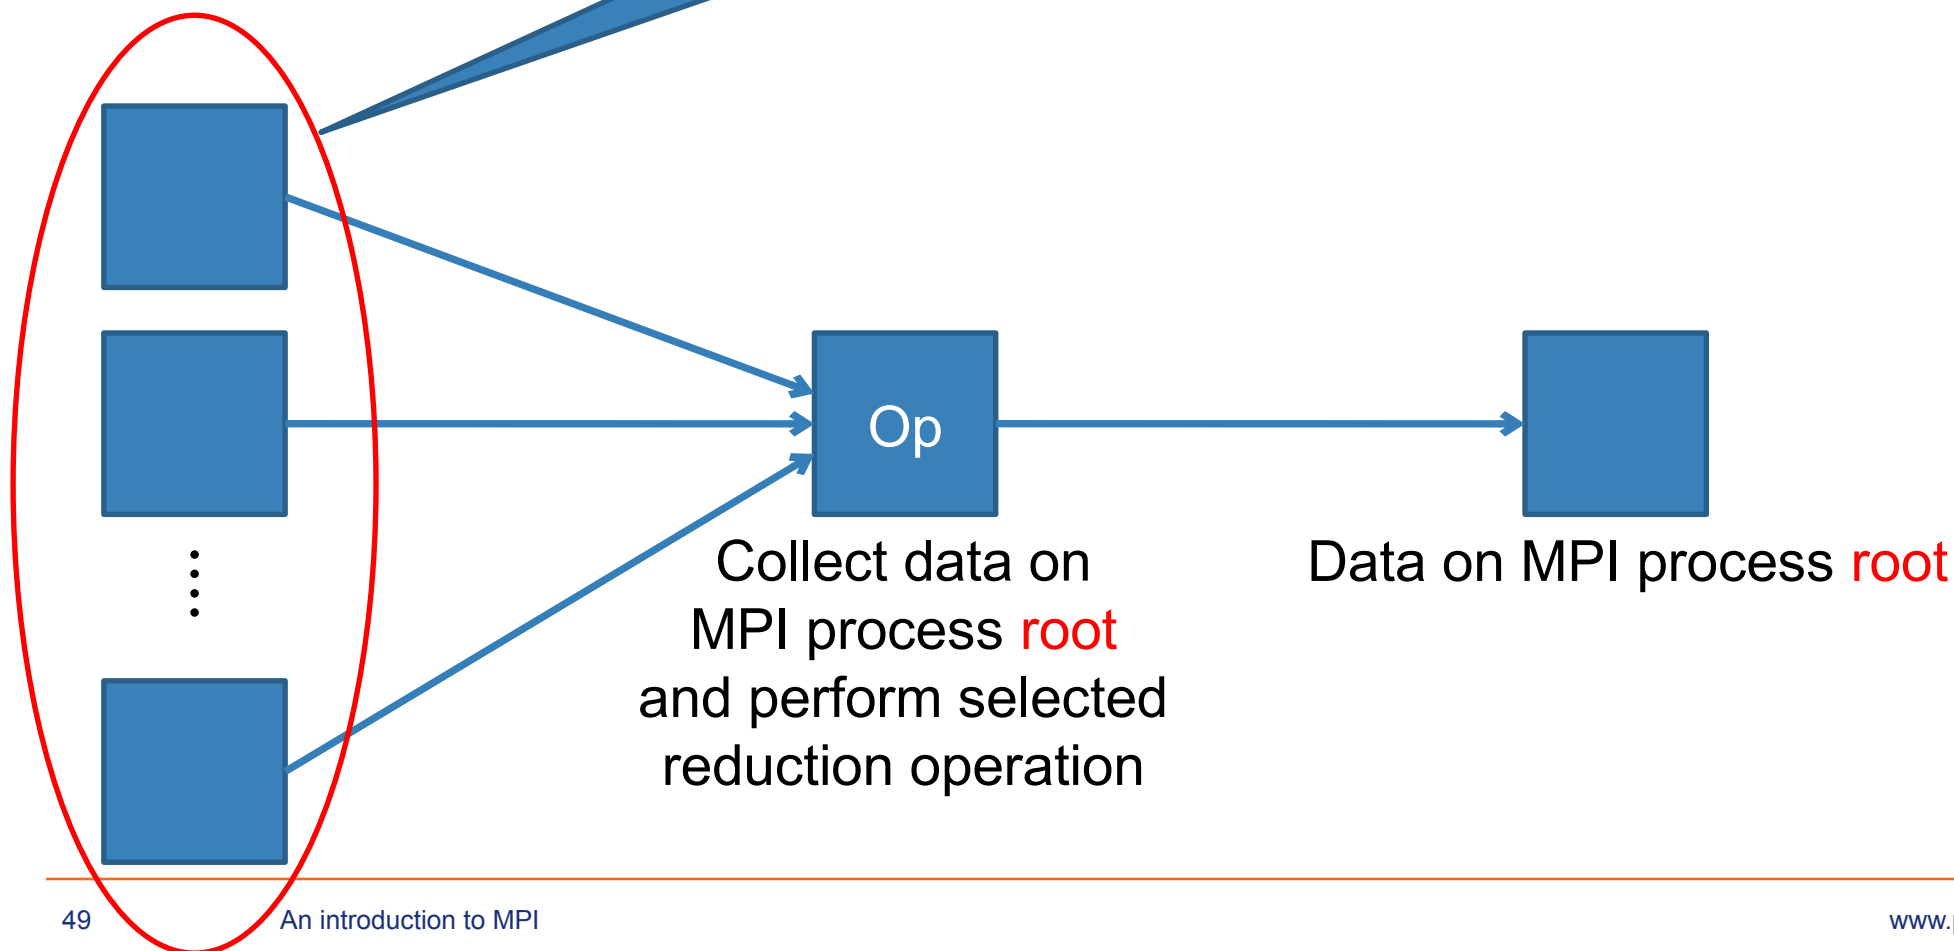 Op
Collect data on
MPI process root
and perform selected
reduction operation
Data on MPI process root
49
An introduction to MPI